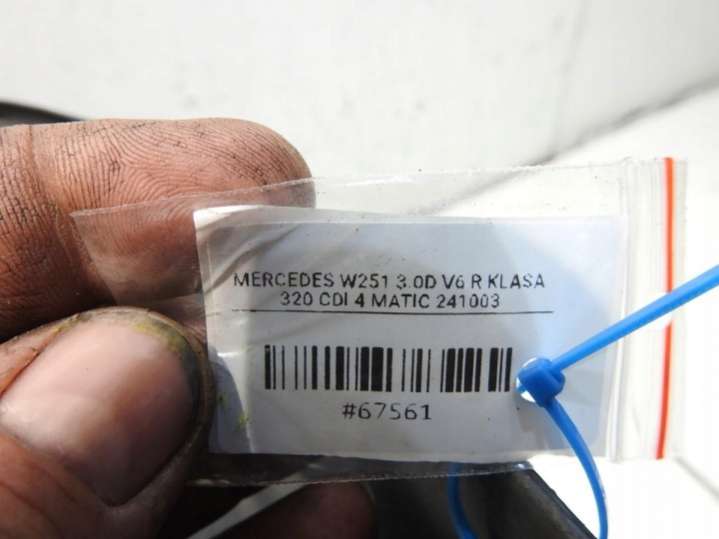 MERCEDES W251 3.0D V6 R KLASA
320 CDI 4 MATIC 241003
#67561